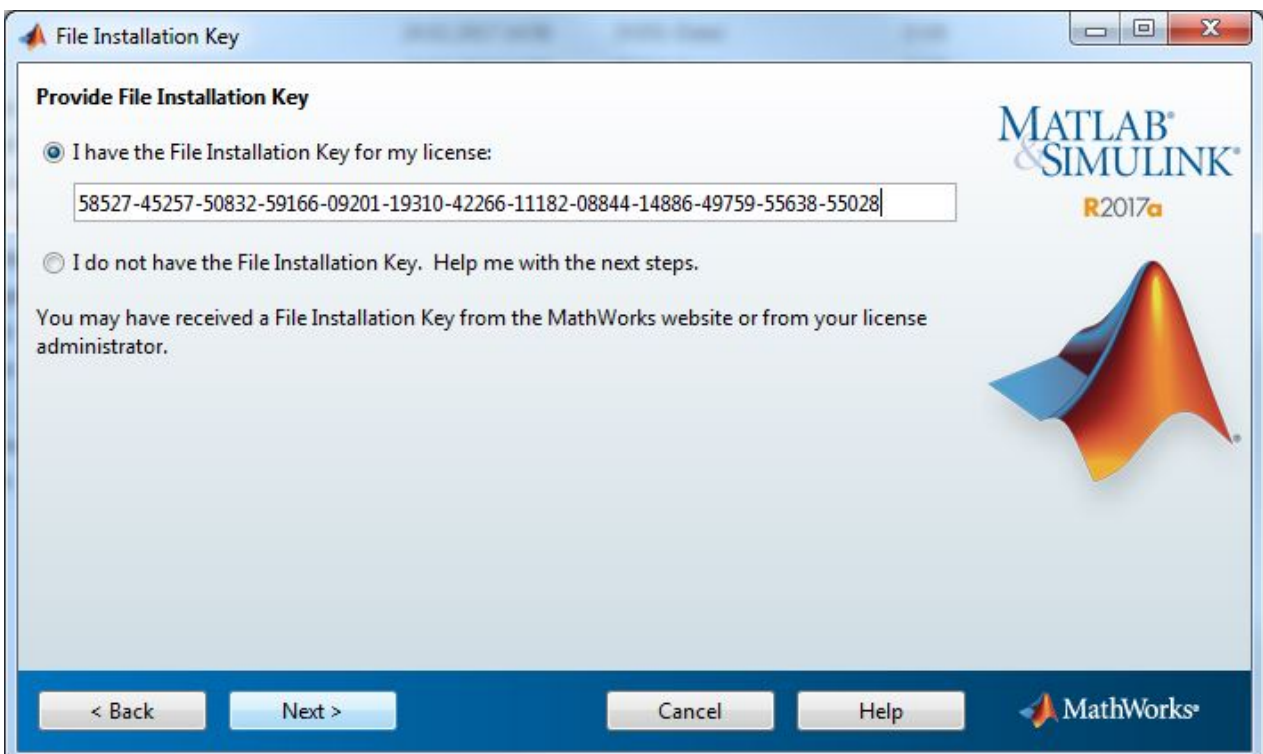 File Installation Key
Provide File Installation Key
I have the File Installation Key for my license:
58527-45257-50832-59166-09201-19310-42266-11182-08844-14886-49759-55638-55028
I do not have the File Installation Key.  Help me with the next steps.
You may have received a File Installation Key from the MathWorks website or from your license
administrator.
MATLAB®
&SIMULINK®
R2017a
< Back
Next >
Cancel
Help
MathWorks®